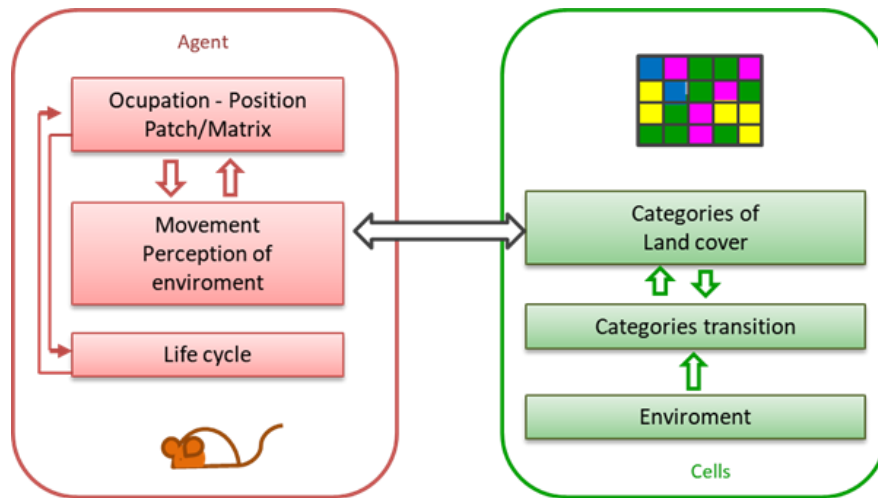 Agent
Ocupation - Position
Patch/Matrix
Movement
Perception of
enviroment
Life cycle
Categories of
Land cover
Categories transition
Enviroment
Cells